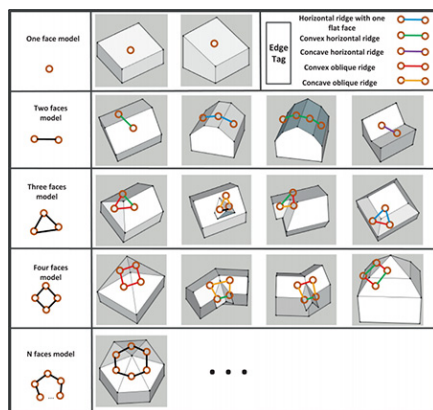 One face model
Edge
Tag
Horizontal ridge with one
flat face
Convex horizontal ridge
Concave horizontal ridge
Convex oblique ridge
Concave oblique ridge
Two faces
model
Three faces
model
Four faces
model
N faces model
...
• • •